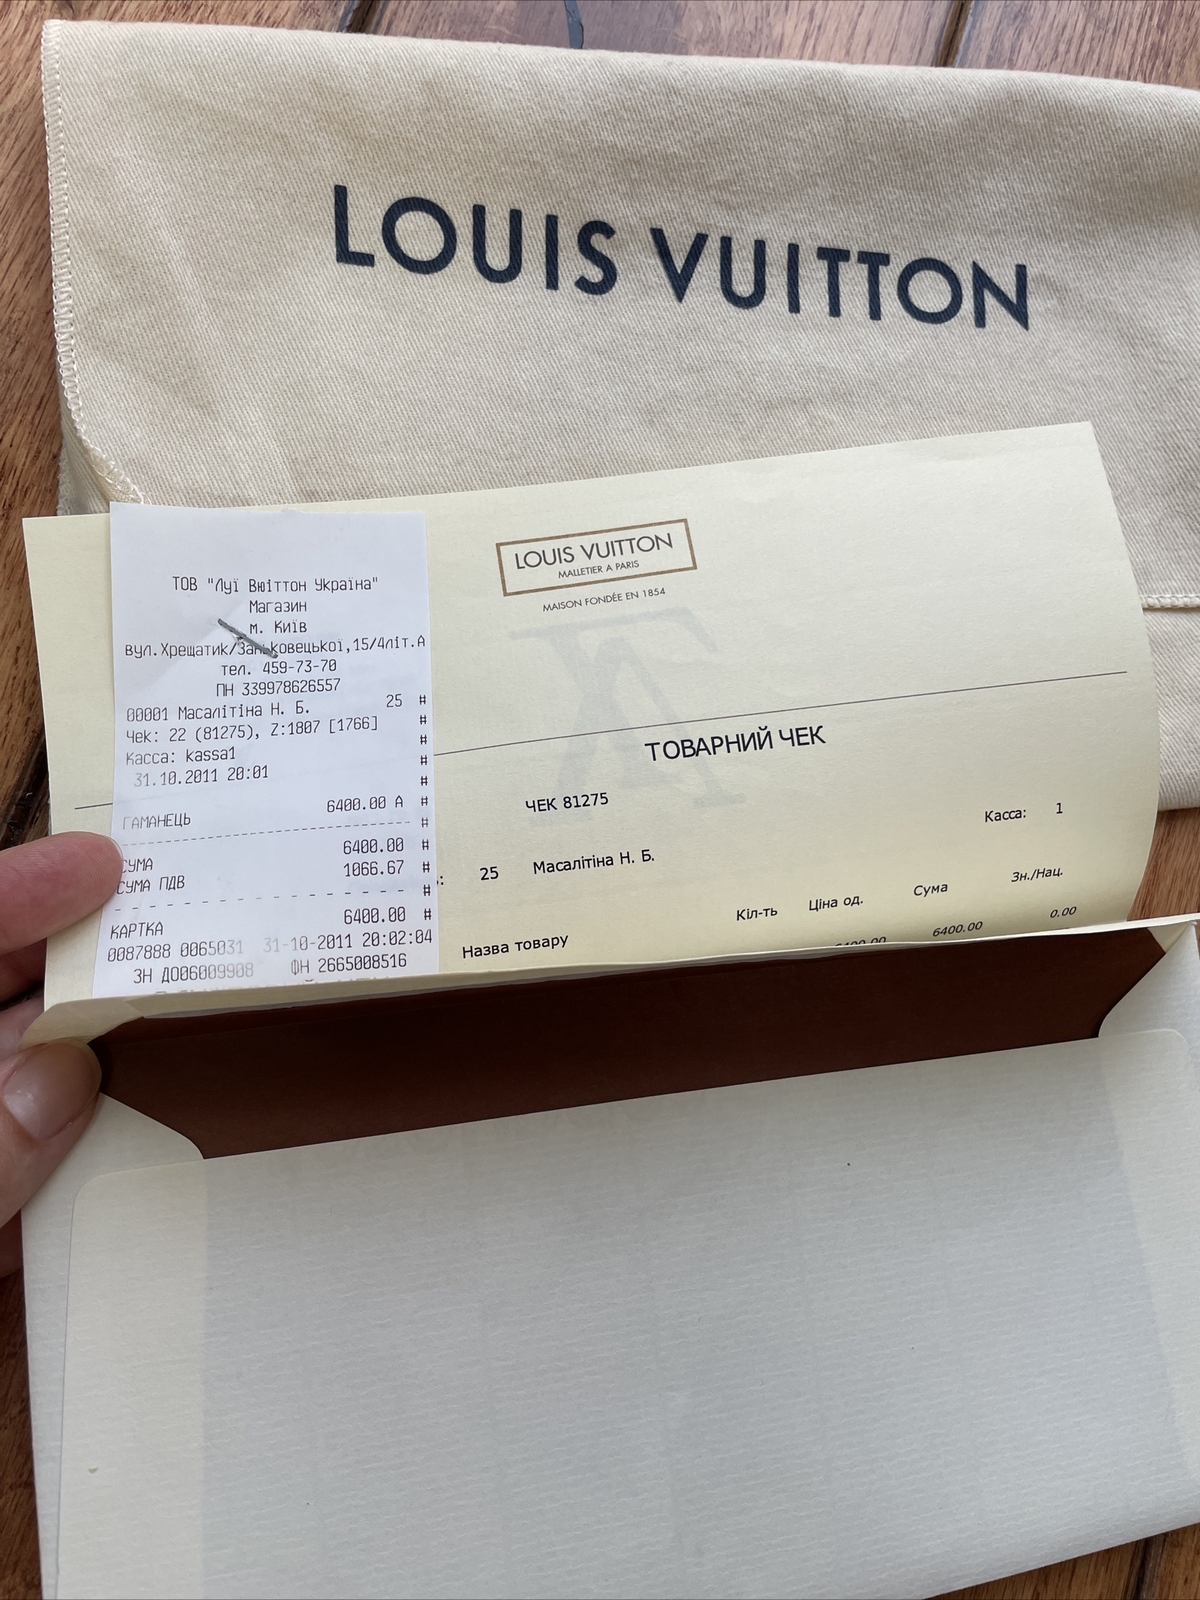 LOUIS VUITTON
LOUIS VUITTON
MALLETIER A PARIS
MAISON FONDÉE EN 1854
ТОВ "Луї Вюіттон Україна"
Магазин
м. Київ
вул.Хрещатик/Заньковецької,15/4літ.А
тел. 459-73-70
ПН 339978626557
00001 Масалітіна Н. Б. 25 #
Чек: 22 (81275), Z:1807 [1766] #
Касса: kassa1 #
31.10.2011 20:01 #
#
ГАМАНЕЦЬ 6400.00 А #
#
СУМА 6400.00 #
СУМА ПДВ 1066.67 #
#
КАРТКА 6400.00 #
0087888 0065031 31-10-2011 20:02:04
ЗН ДО06009908 ФН 2665008516
ТОВАРНИЙ ЧЕК
ЧЕК 81275
Касса: 1
: 25 Масалітіна Н. Б.
Назва товару Кіл-ть Ціна од. Сума Зн./Нац.
6400.00 6400.00 0.00